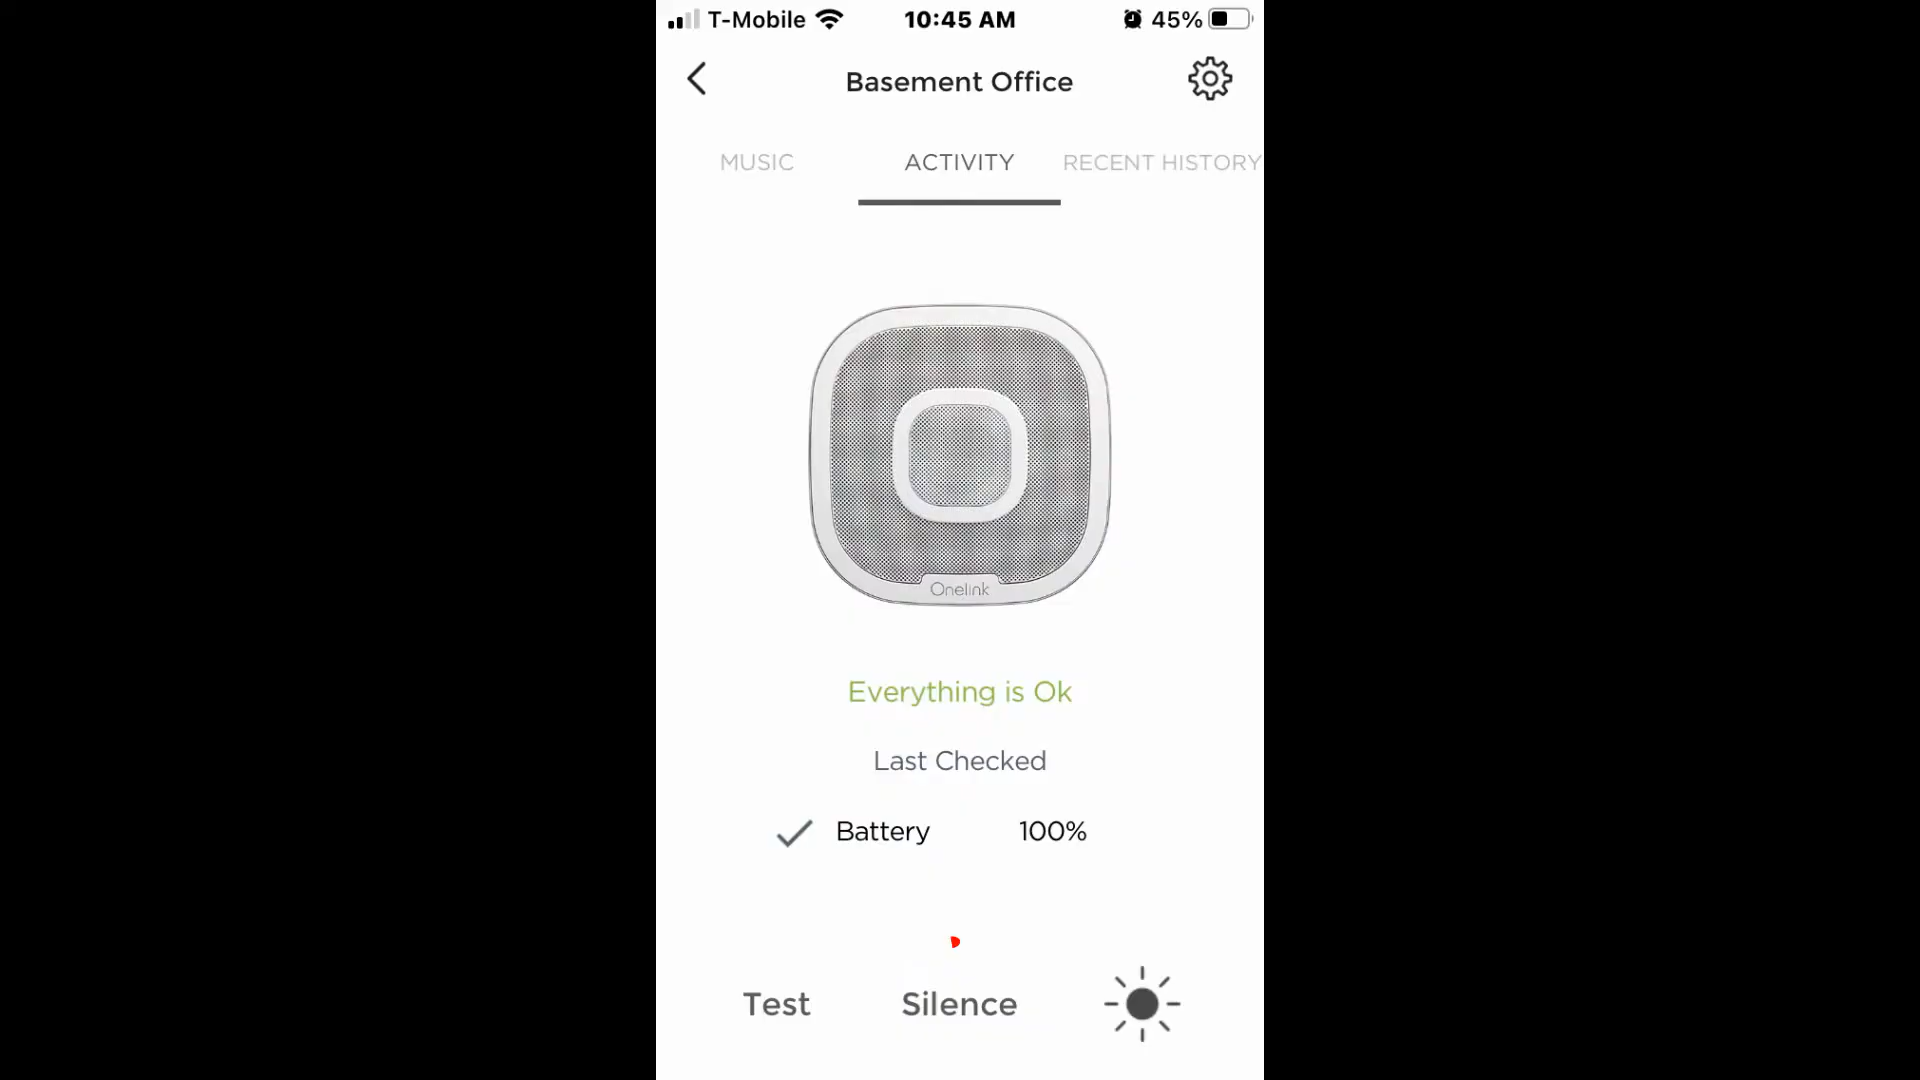 T-Mobile 10:45 AM 45%
Basement Office
MUSIC ACTIVITY RECENT HISTORY
Onelink
Everything is Ok
Last Checked
Battery 100%
Test Silence